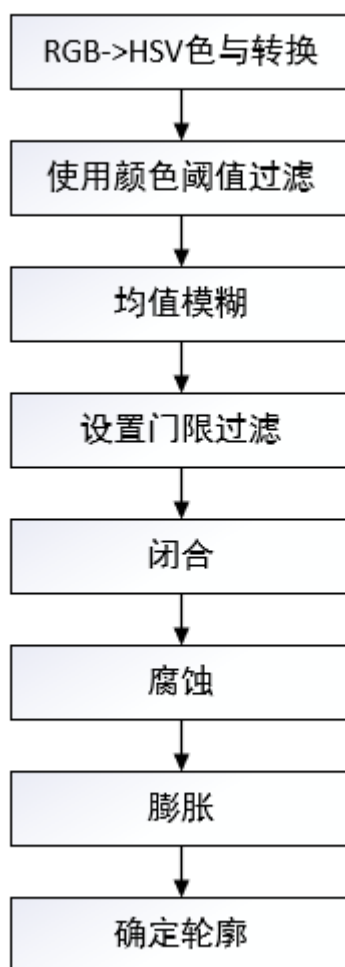 RGB->HSV色与转换
使用颜色阈值过滤
均值模糊
设置门限过滤
闭合
腐蚀
膨胀
确定轮廓